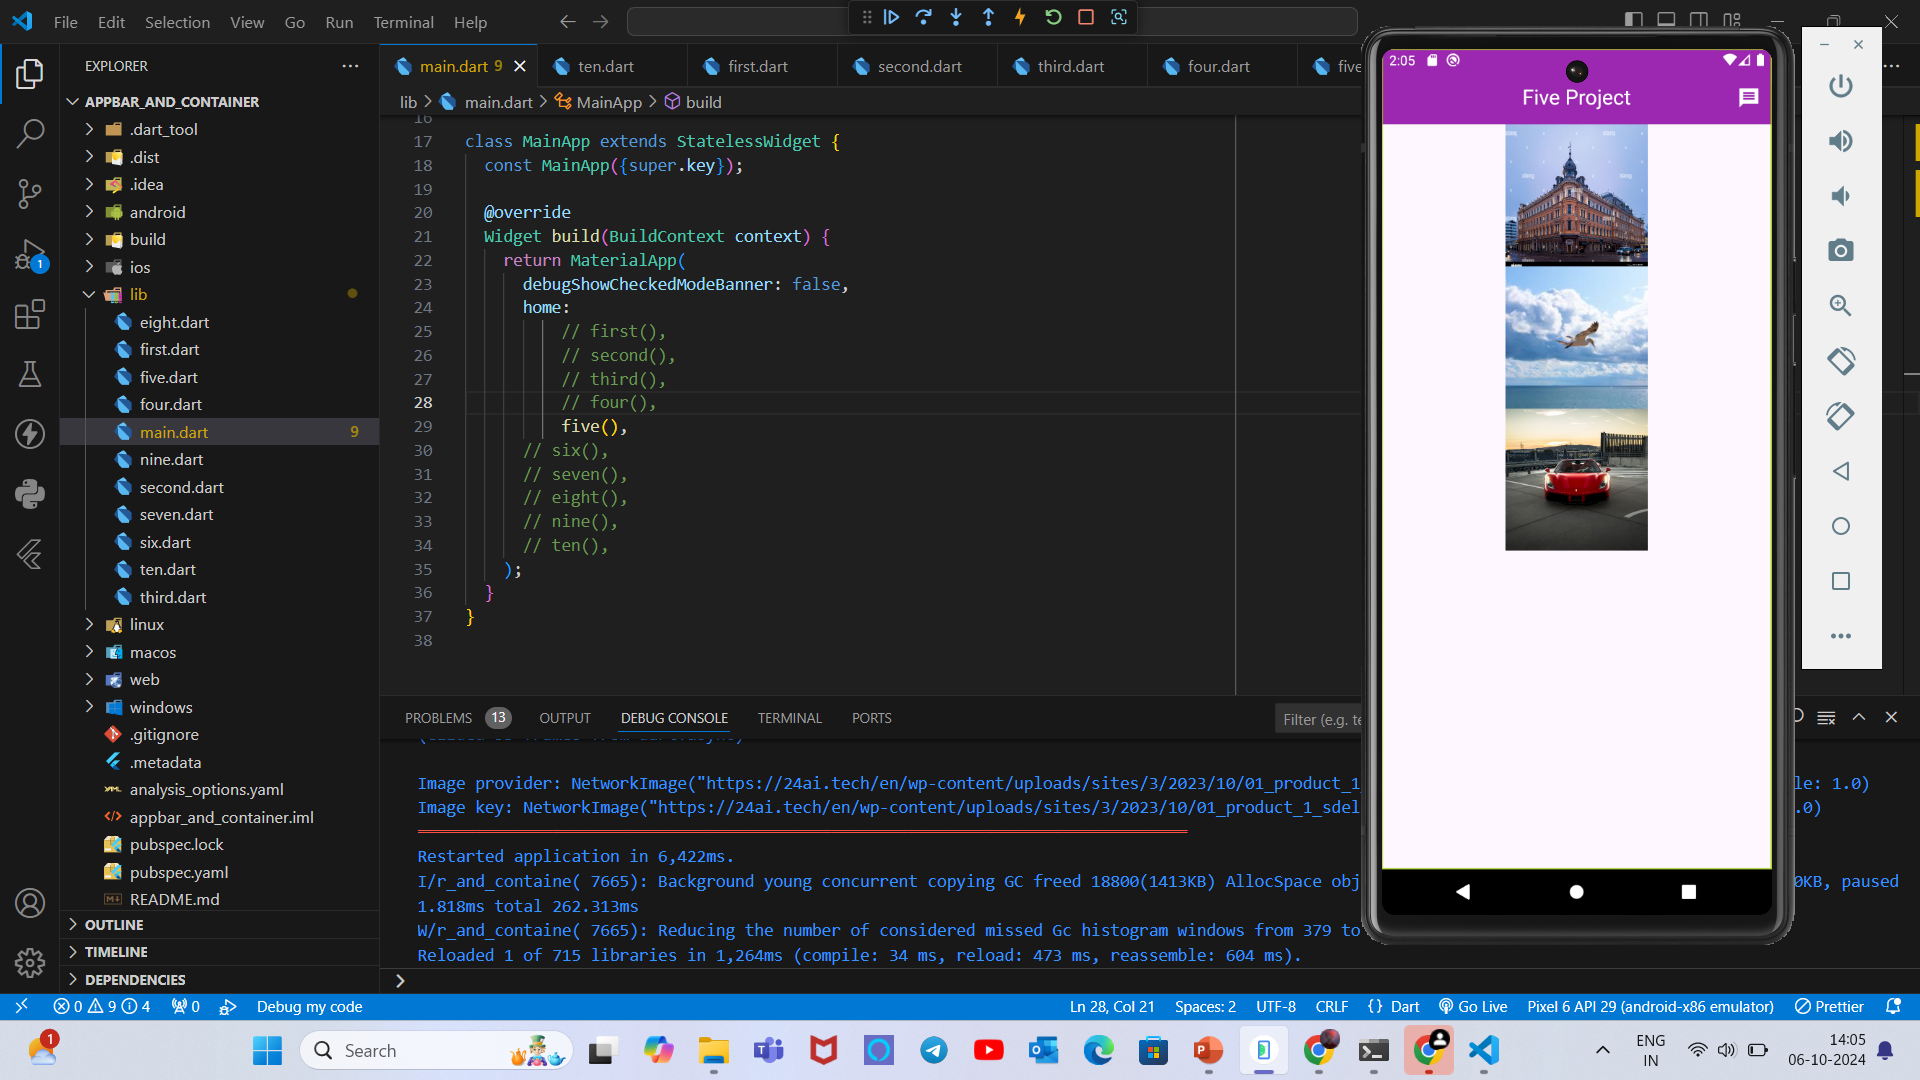 File Edit Selection View Go Run Terminal Help
EXPLORER
APPBAR_AND_CONTAINER
.dart_tool
.dist
.idea
android
build
ios
lib
eight.dart
first.dart
five.dart
four.dart
main.dart 9
nine.dart
second.dart
seven.dart
six.dart
ten.dart
third.dart
linux
macos
web
windows
.gitignore
.metadata
analysis_options.yaml
appbar_and_container.iml
pubspec.lock
pubspec.yaml
README.md
OUTLINE
TIMELINE
DEPENDENCIES
1
main.dart 9 ten.dart first.dart second.dart third.dart four.dart five
lib > main.dart > MainApp > build
16
17 class MainApp extends StatelessWidget {
18 const MainApp({super.key});
19
20 @override
21 Widget build(BuildContext context) {
22 return MaterialApp(
23 debugShowCheckedModeBanner: false,
24 home:
25 // first(),
26 // second(),
27 // third(),
28 // four(),
29 five(),
30 // six(),
31 // seven(),
32 // eight(),
33 // nine(),
34 // ten(),
35 );
36 }
37 }
38
PROBLEMS 13 OUTPUT DEBUG CONSOLE TERMINAL PORTS
Filter (e.g. te
Image provider: NetworkImage("https://24ai.tech/en/wp-content/uploads/sites/3/2023/10/01_product_1_ le: 1.0)
Image key: NetworkImage("https://24ai.tech/en/wp-content/uploads/sites/3/2023/10/01_product_1_sdel .0)
Restarted application in 6,422ms.
I/r_and_containe( 7665): Background young concurrent copying GC freed 18800(1413KB) AllocSpace obj 0KB, paused
1.818ms total 262.313ms
W/r_and_containe( 7665): Reducing the number of considered missed Gc histogram windows from 379 to
Reloaded 1 of 715 libraries in 1,264ms (compile: 34 ms, reload: 473 ms, reassemble: 604 ms).
2:05
Five Project
0 9 4 0 Debug my code
Ln 28, Col 21 Spaces: 2 UTF-8 CRLF {} Dart Go Live Pixel 6 API 29 (android-x86 emulator) Prettier
1
Search
ENG
IN
14:05
06-10-2024